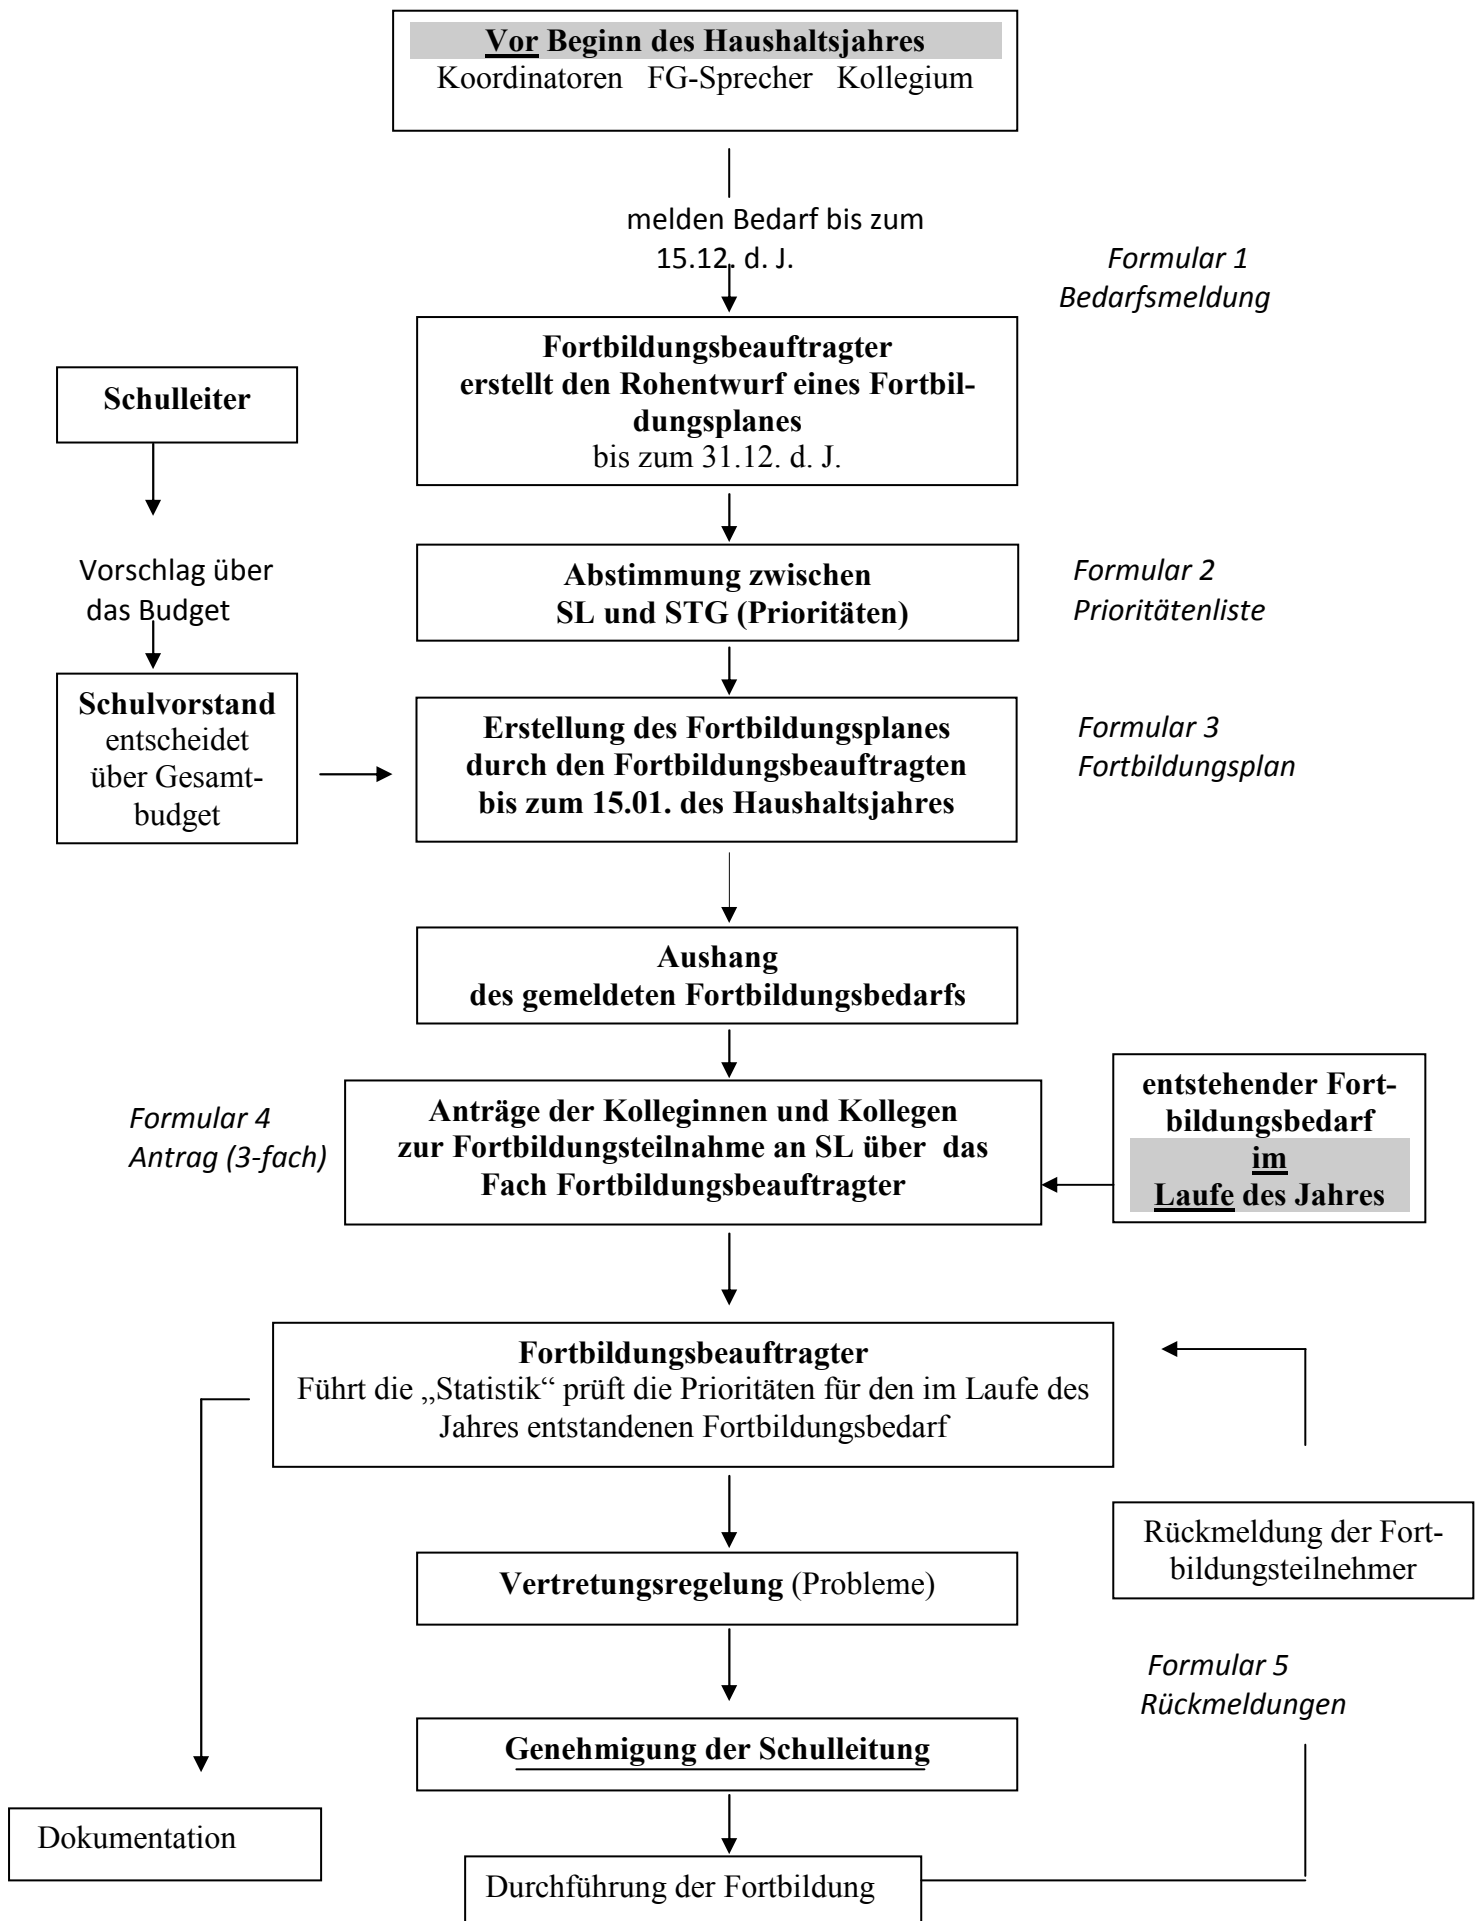 Vor Beginn des Haushaltsjahres
Koordinatoren FG-Sprecher Kollegium
melden Bedarf bis zum
15.12. d. J.
Formular 1
Bedarfsmeldung
Fortbildungsbeauftragter
erstellt den Rohentwurf eines Fortbil-
dungsplanes
bis zum 31.12. d. J.
Schulleiter
Vorschlag über
das Budget
Abstimmung zwischen
SL und STG (Prioritäten)
Formular 2
Prioritätenliste
Schulvorstand
entscheidet
über Gesamt-
budget
Erstellung des Fortbildungsplanes
durch den Fortbildungsbeauftragten
bis zum 15.01. des Haushaltsjahres
Formular 3
Fortbildungsplan
Aushang
des gemeldeten Fortbildungsbedarfs
Formular 4
Antrag (3-fach)
Anträge der Kolleginnen und Kollegen
zur Fortbildungsteilnahme an SL über das
Fach Fortbildungsbeauftragter
entstehender Fort-
bildungsbedarf
im
Laufe des Jahres
Fortbildungsbeauftragter
Führt die „Statistik“ prüft die Prioritäten für den im Laufe des
Jahres entstandenen Fortbildungsbedarf
Rückmeldung der Fort-
bildungsteilnehmer
Vertretungsregelung (Probleme)
Formular 5
Rückmeldungen
Genehmigung der Schulleitung
Dokumentation
Durchführung der Fortbildung